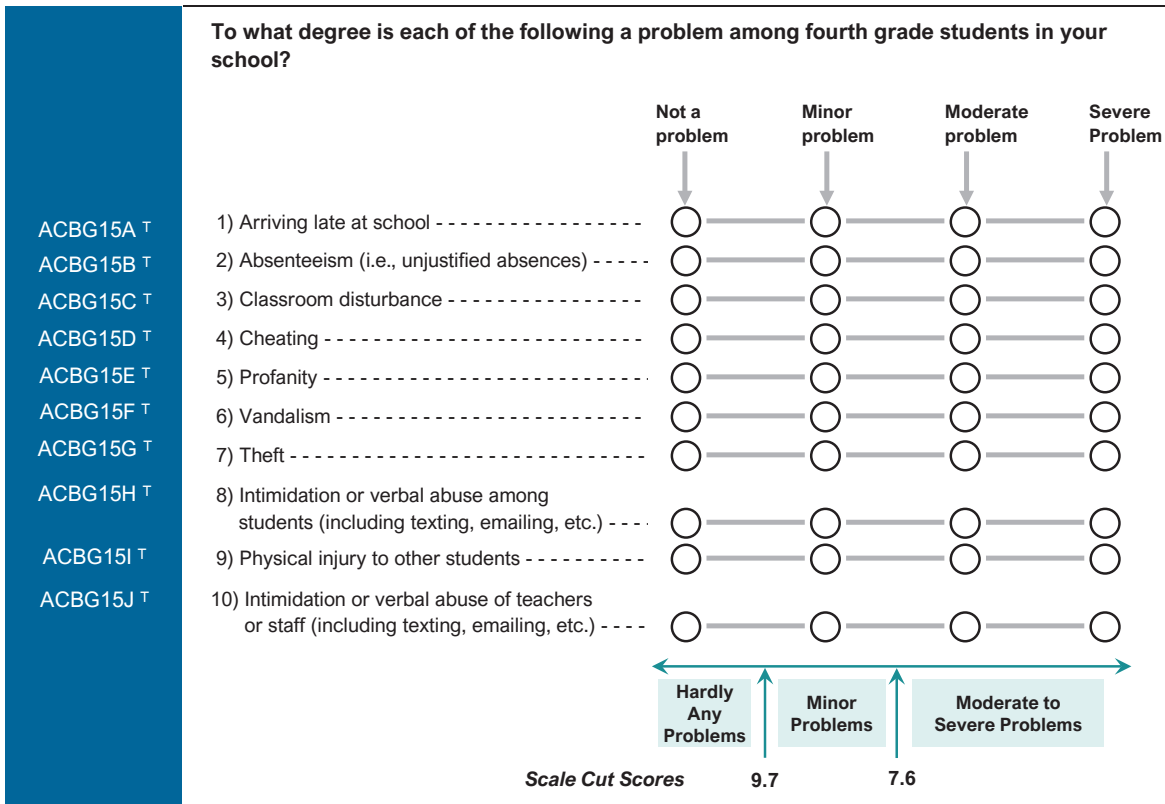 To what degree is each of the following a problem among fourth grade students in your
school?
Not a
problem
Minor
problem
Moderate
problem
Severe
Problem
ACBG15A T 1) Arriving late at school - - - - - - - - - - - - - - - - -
ACBG15B T 2) Absenteeism (i.e., unjustified absences) - - - - -
ACBG15C T 3) Classroom disturbance - - - - - - - - - - - - - - - -
ACBG15D T 4) Cheating - - - - - - - - - - - - - - - - - - - - - - - - - -
ACBG15E T 5) Profanity - - - - - - - - - - - - - - - - - - - - - - - - - -
ACBG15F T 6) Vandalism - - - - - - - - - - - - - - - - - - - - - - - - -
ACBG15G T 7) Theft - - - - - - - - - - - - - - - - - - - - - - - - - - - - -
ACBG15H T 8) Intimidation or verbal abuse among
students (including texting, emailing, etc.) - - - -
ACBG15I T 9) Physical injury to other students - - - - - - - - - -
ACBG15J T 10) Intimidation or verbal abuse of teachers
or staff (including texting, emailing, etc.) - - - -
Hardly
Any
Problems
Minor
Problems
Moderate to
Severe Problems
Scale Cut Scores 9.7 7.6